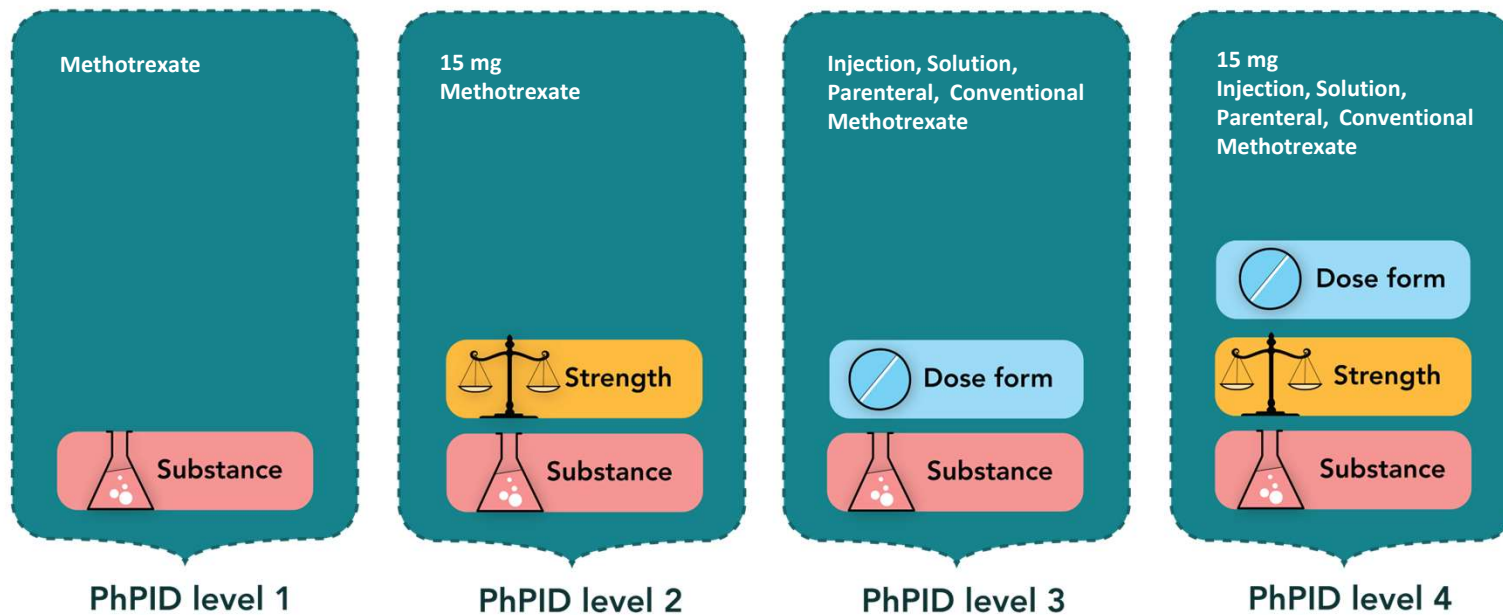 Methotrexate
Substance
PhPID level 1
15 mg
Methotrexate
Strength
Substance
PhPID level 2
Injection, Solution,
Parenteral, Conventional
Methotrexate
Dose form
Substance
PhPID level 3
15 mg
Injection, Solution,
Parenteral, Conventional
Methotrexate
Dose form
Strength
Substance
PhPID level 4